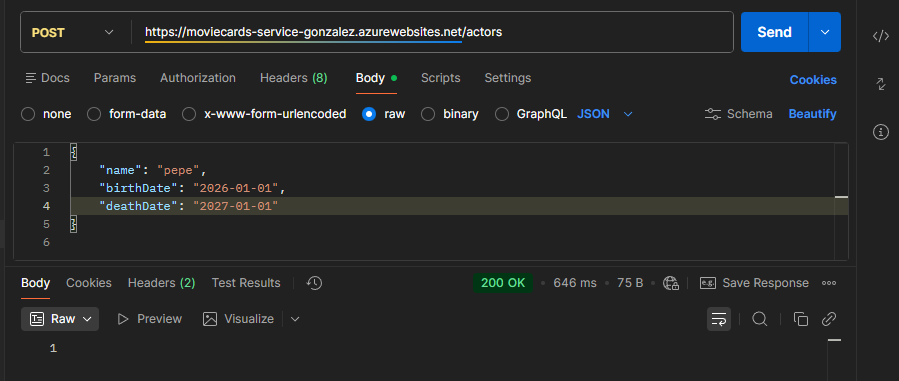 POST https://moviecards-service-gonzalez.azurewebsites.net/actors Send
Docs Params Authorization Headers (8) Body Scripts Settings Cookies
none form-data x-www-form-urlencoded raw binary GraphQL JSON Schema Beautify
1 {
2 "name": "pepe",
3 "birthDate": "2026-01-01",
4 "deathDate": "2027-01-01"
5 }
6
Body Cookies Headers (2) Test Results 200 OK • 646 ms • 75 B • e.g. Save Response
Raw Preview Visualize
1